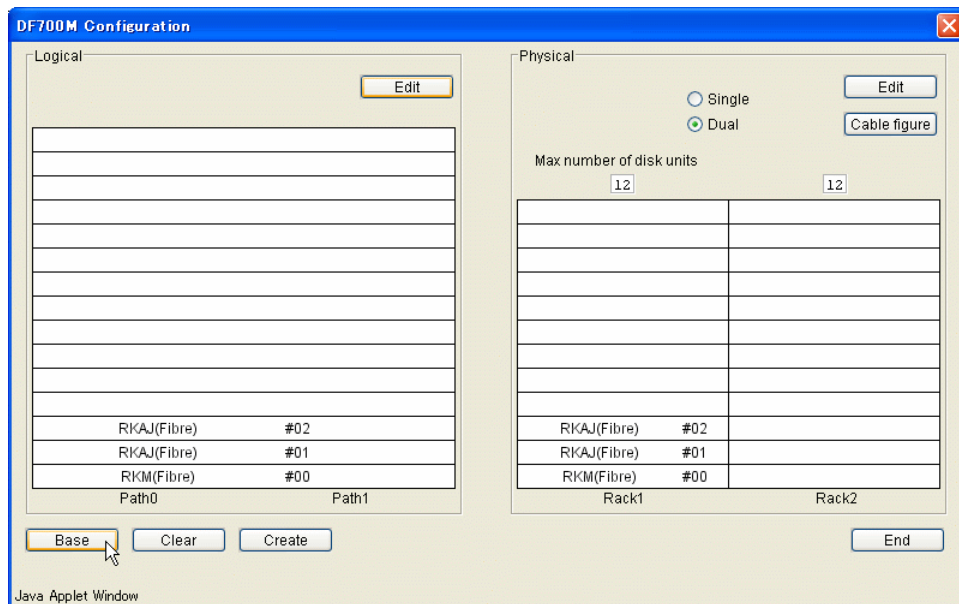 DF700M Configuration
Logical
Edit
RKAJ(Fibre) #02
RKAJ(Fibre) #01
RKM(Fibre) #00
Path0 Path1
Physical
Single
Edit
Dual
Cable figure
Max number of disk units
12 12
RKAJ(Fibre) #02
RKAJ(Fibre) #01
RKM(Fibre) #00
Rack1 Rack2
Base Clear Create End
Java Applet Window